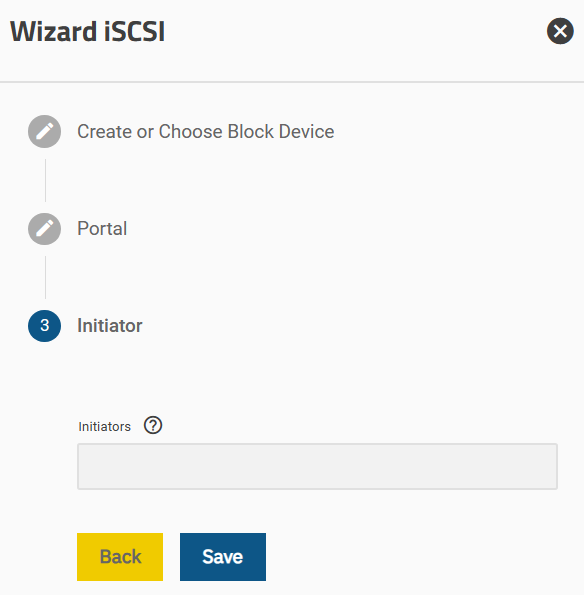 Wizard iSCSI
Create or Choose Block Device
Portal
3 Initiator
Initiators ?
Back Save